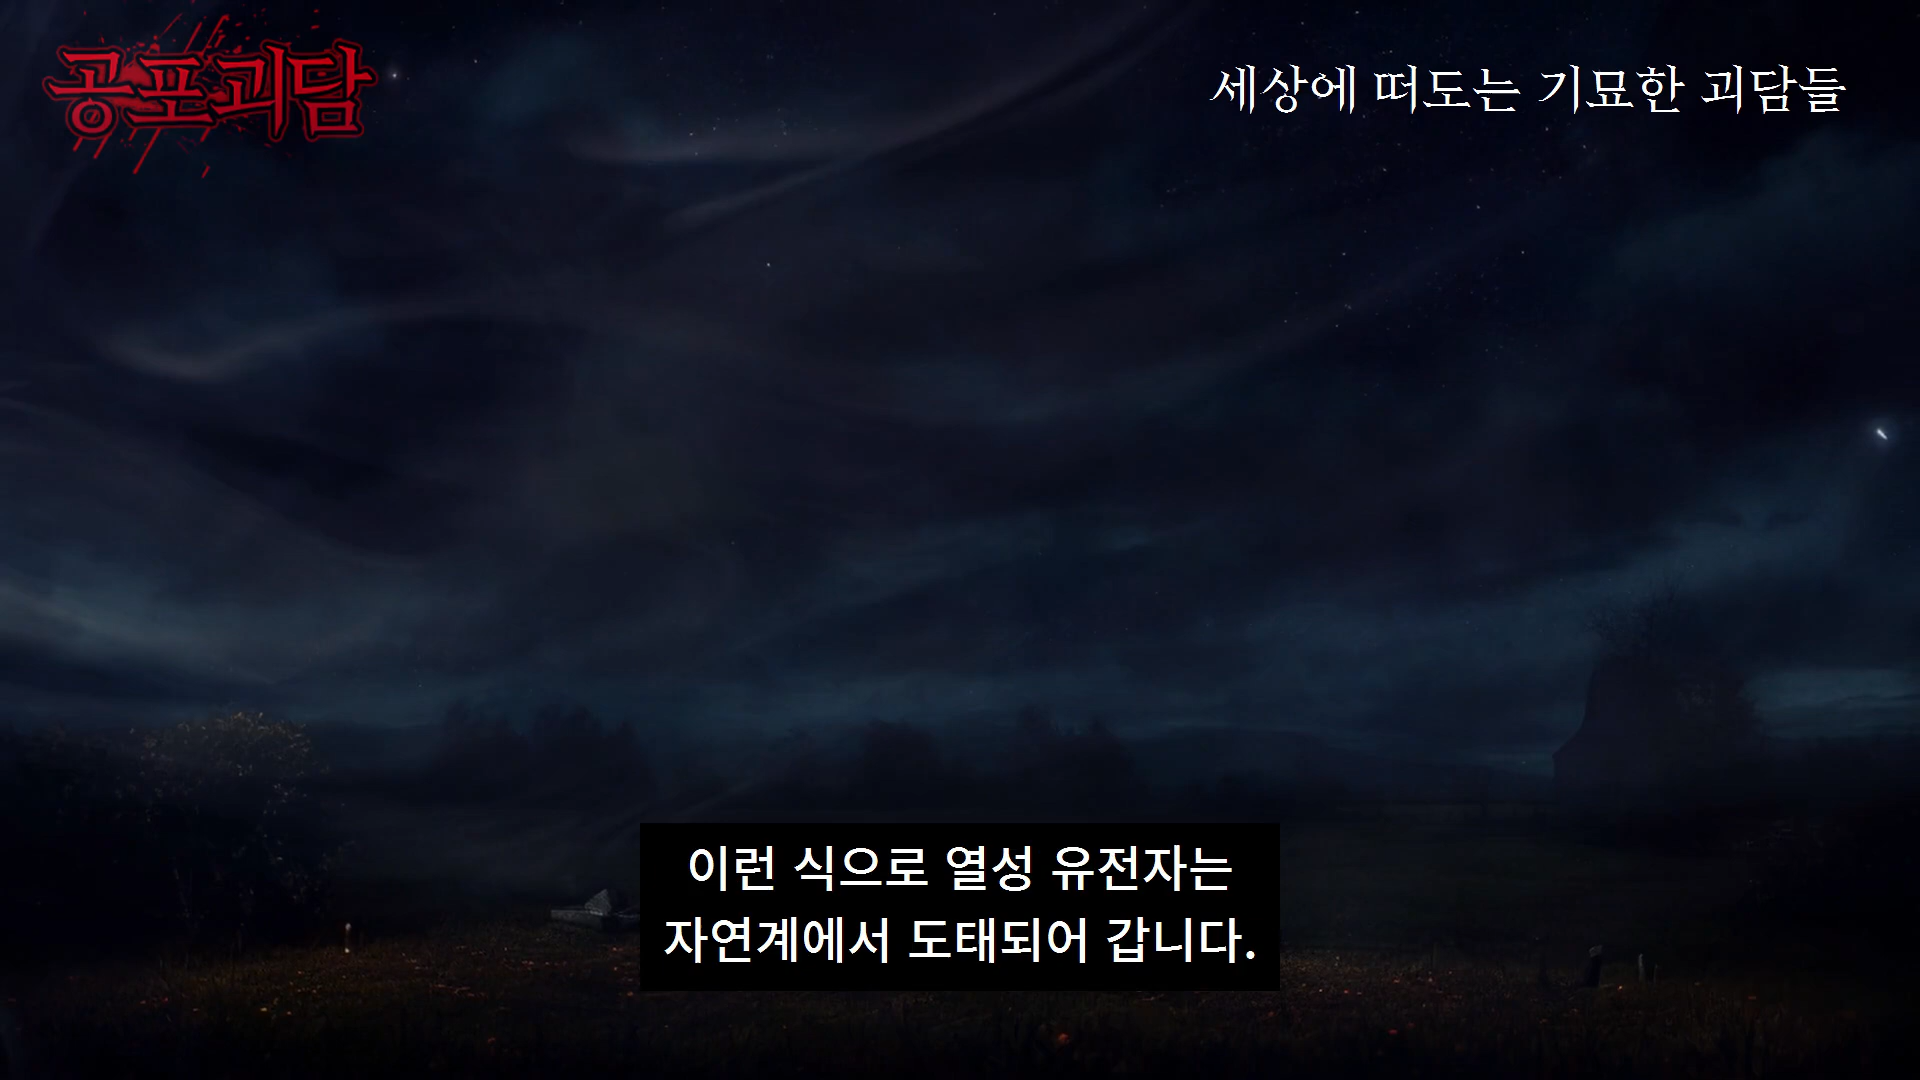 공포괴담
세상에 떠도는 기묘한 괴담들
이런 식으로 열성 유전자는
자연계에서 도태되어 갑니다.